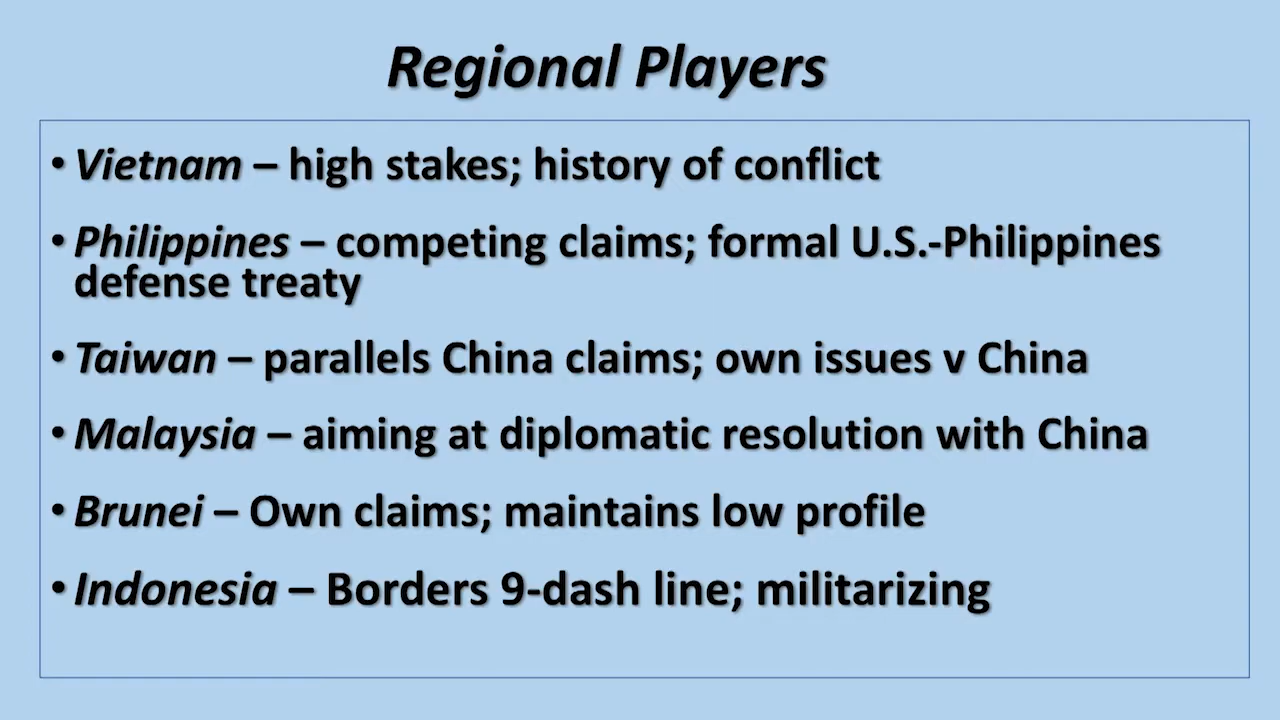 Regional Players
• Vietnam – high stakes; history of conflict
• Philippines – competing claims; formal U.S.-Philippines
defense treaty
• Taiwan – parallels China claims; own issues v China
• Malaysia – aiming at diplomatic resolution with China
• Brunei – Own claims; maintains low profile
• Indonesia – Borders 9-dash line; militarizing